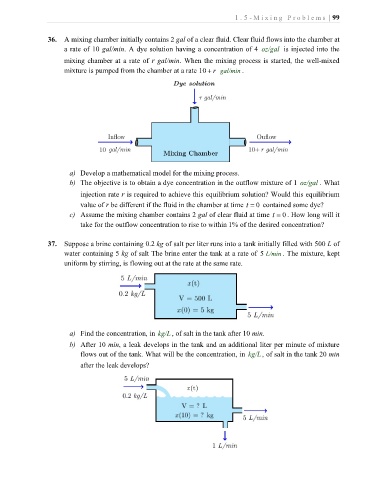 1.5-Mixing Problems| 99
36. A mixing chamber initially contains 2 gal of a clear fluid. Clear fluid flows into the chamber at
a rate of 10 gal/min. A dye solution having a concentration of 4 oz/gal is injected into the
mixing chamber at a rate of r gal/min. When the mixing process is started, the well-mixed
mixture is pumped from the chamber at a rate 10 + r gal/min.
Dye solution
r gal/min
Inflow
Outflow
10 gal/min
10+r gal/min
Mixing Chamber
a) Develop a mathematical model for the mixing process.
b) The objective is to obtain a dye concentration in the outflow mixture of 1 oz/gal. What
injection rate r is required to achieve this equilibrium solution? Would this equilibrium
value of r be different if the fluid in the chamber at time t = 0 contained some dye?
c) Assume the mixing chamber contains 2 gal of clear fluid at time t = 0. How long will it
take for the outflow concentration to rise to within 1% of the desired concentration?
37. Suppose a brine containing 0.2 kg of salt per liter runs into a tank initially filled with 500 L of
water containing 5 kg of salt The brine enter the tank at a rate of 5 L/min. The mixture, kept
uniform by stirring, is flowing out at the rate at the same rate.
5 L/min
x(t)
0.2 kg/L
V = 500 L
x(0) = 5 kg
5 L/min
a) Find the concentration, in kg/L, of salt in the tank after 10 min.
b) After 10 min, a leak develops in the tank and an additional liter per minute of mixture
flows out of the tank. What will be the concentration, in kg/L, of salt in the tank 20 min
after the leak develops?
5 L/min
x(t)
0.2 kg/L
V = ? L
x(10) = ? kg
5 L/min
1 L/min